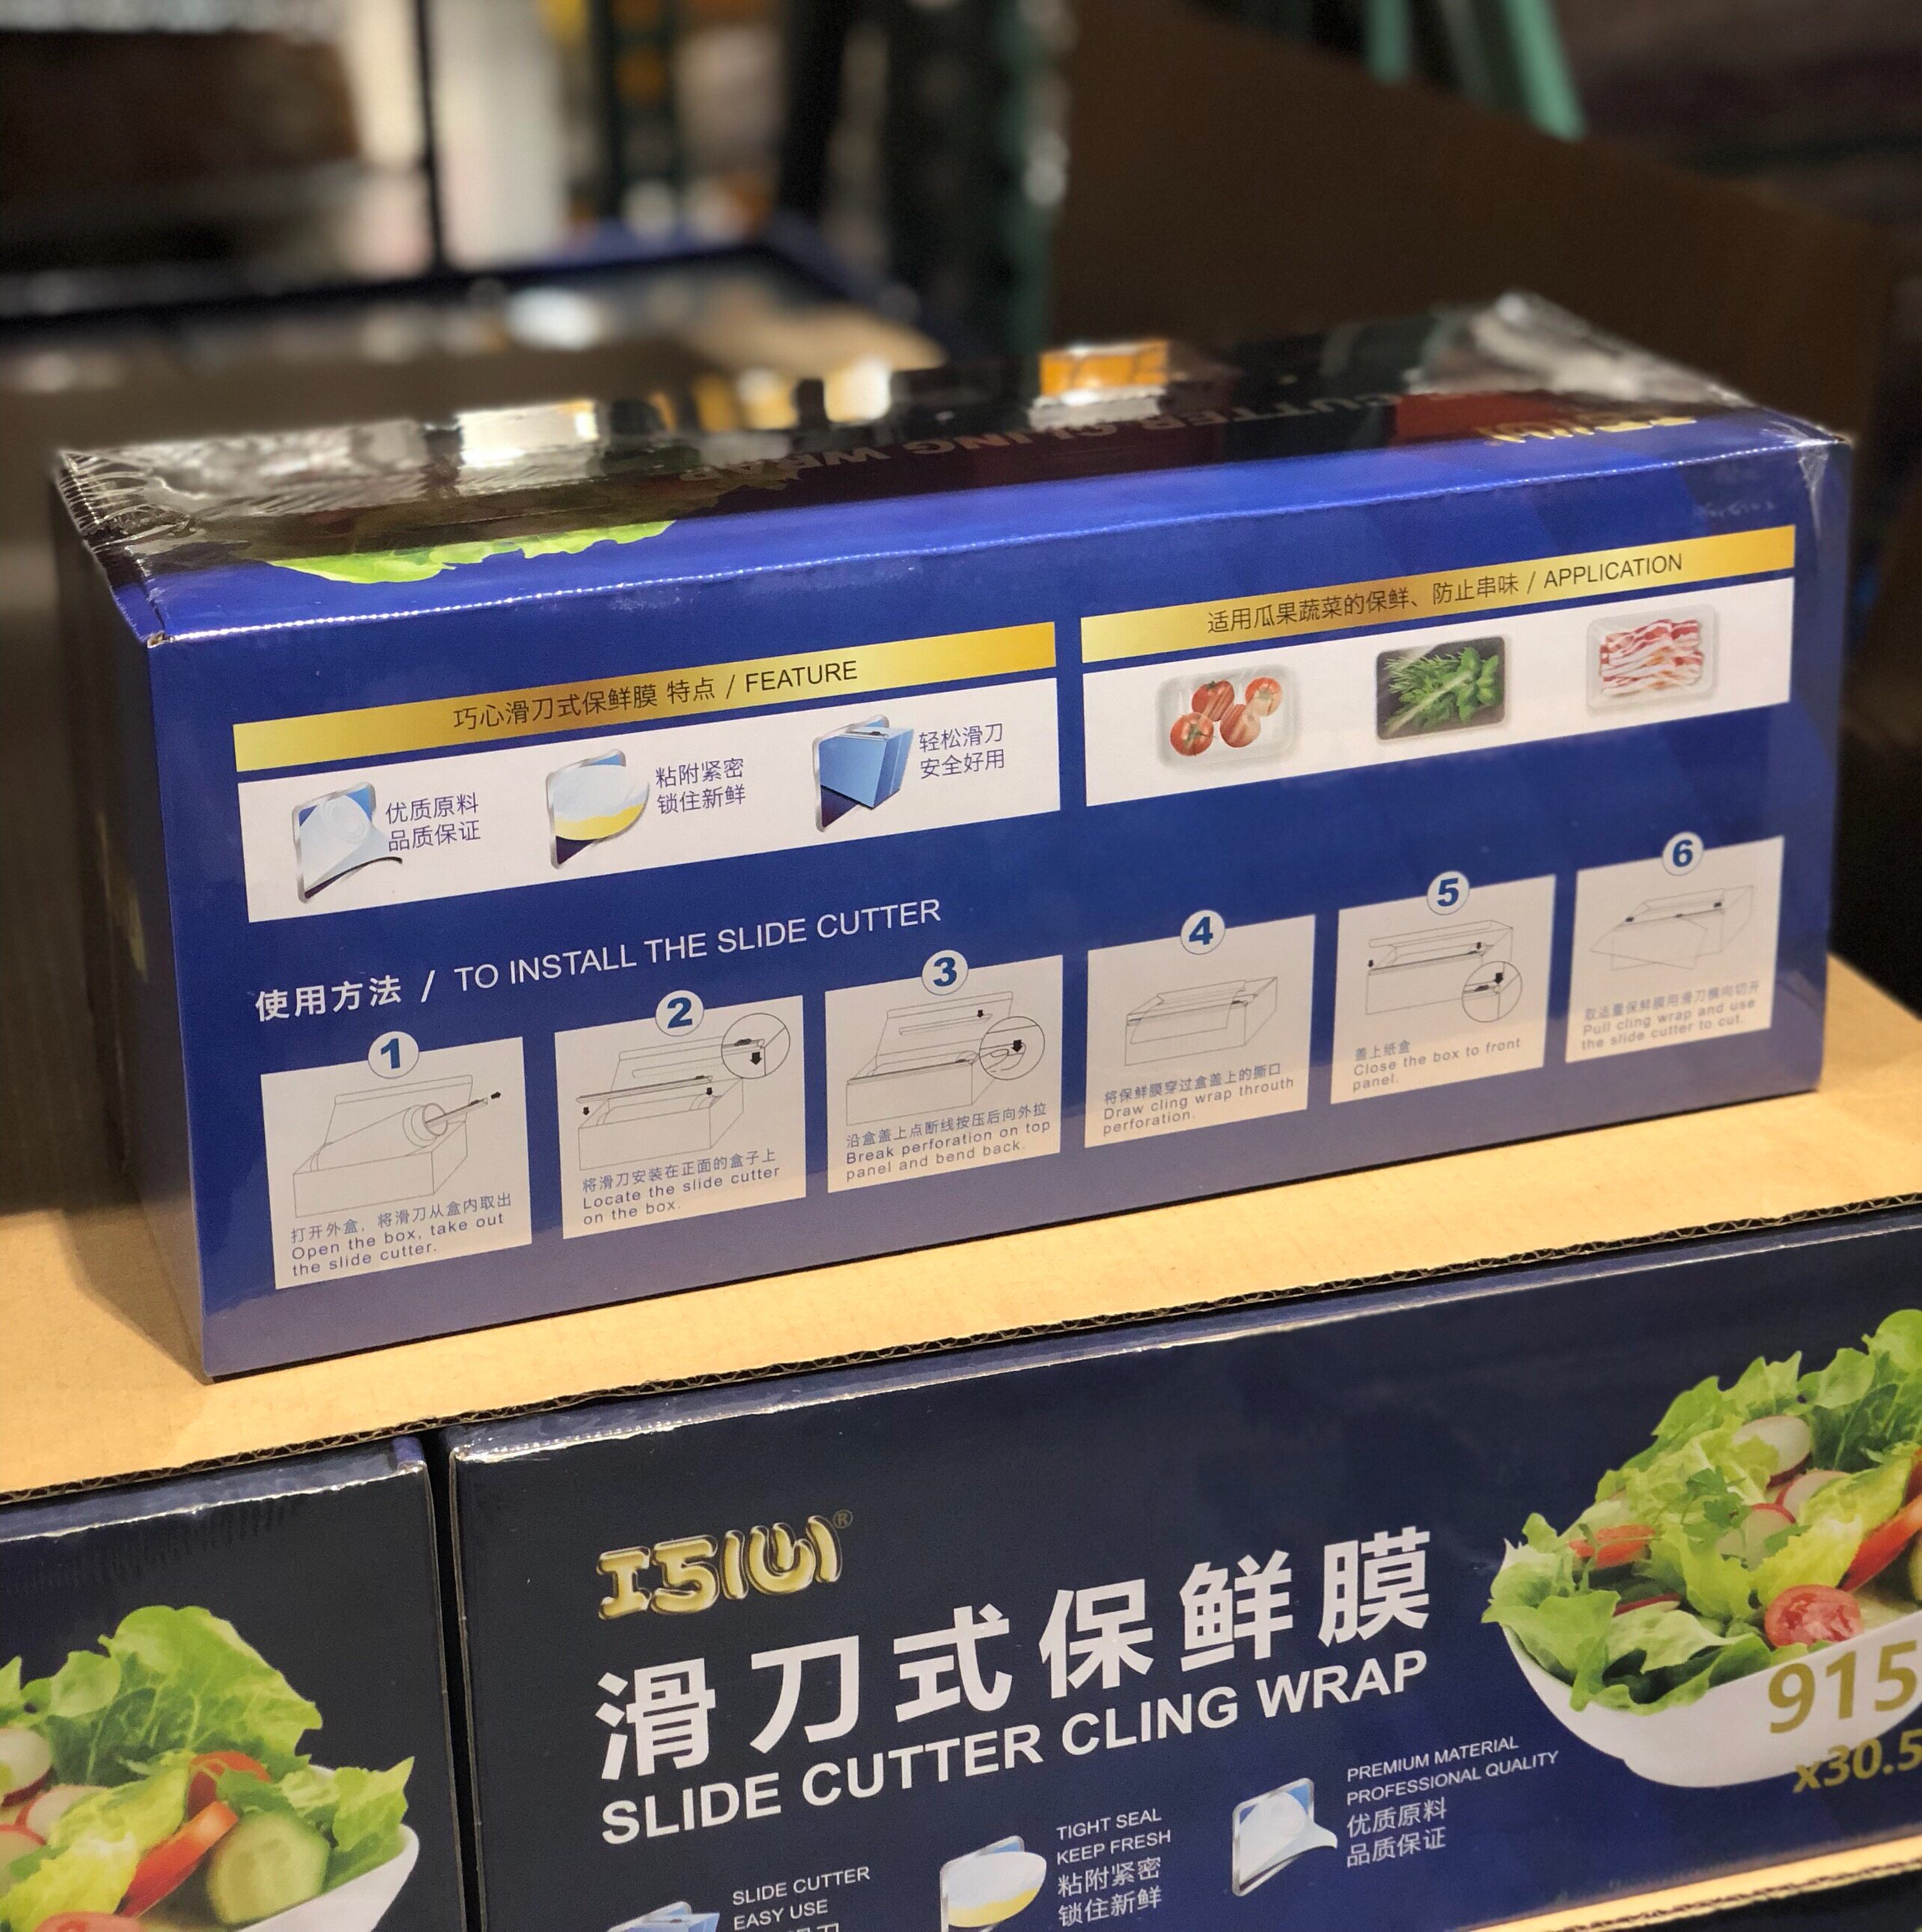 CUTTER CLING WRAP
巧心滑刀式保鲜膜 特点 / FEATURE
优质原料
品质保证
粘附紧密
锁住新鲜
轻松滑刀
安全好用
适用瓜果蔬菜的保鲜、防止串味 / APPLICATION
使用方法 / TO INSTALL THE SLIDE CUTTER
1
打开外盒，将滑刀从盒内取出
Open the box, take out
the slide cutter.
2
将滑刀安装在正面的盒子上
Locate the slide cutter
on the box.
3
沿盒盖上点断线按压后向外拉
Break perforation on top
panel and bend back.
4
将保鲜膜穿过盒盖上的撕口
Draw cling wrap throuth
perforation.
5
盖上纸盒
Close the box to front
panel.
6
取适量保鲜膜用滑刀横向切开
Pull cling wrap and use
the slide cutter to cut.
巧心®
滑刀式保鲜膜
SLIDE CUTTER CLING WRAP
915
x30.5
SLIDE CUTTER
EASY USE
TIGHT SEAL
KEEP FRESH
粘附紧密
锁住新鲜
PREMIUM MATERIAL
PROFESSIONAL QUALITY
优质原料
品质保证